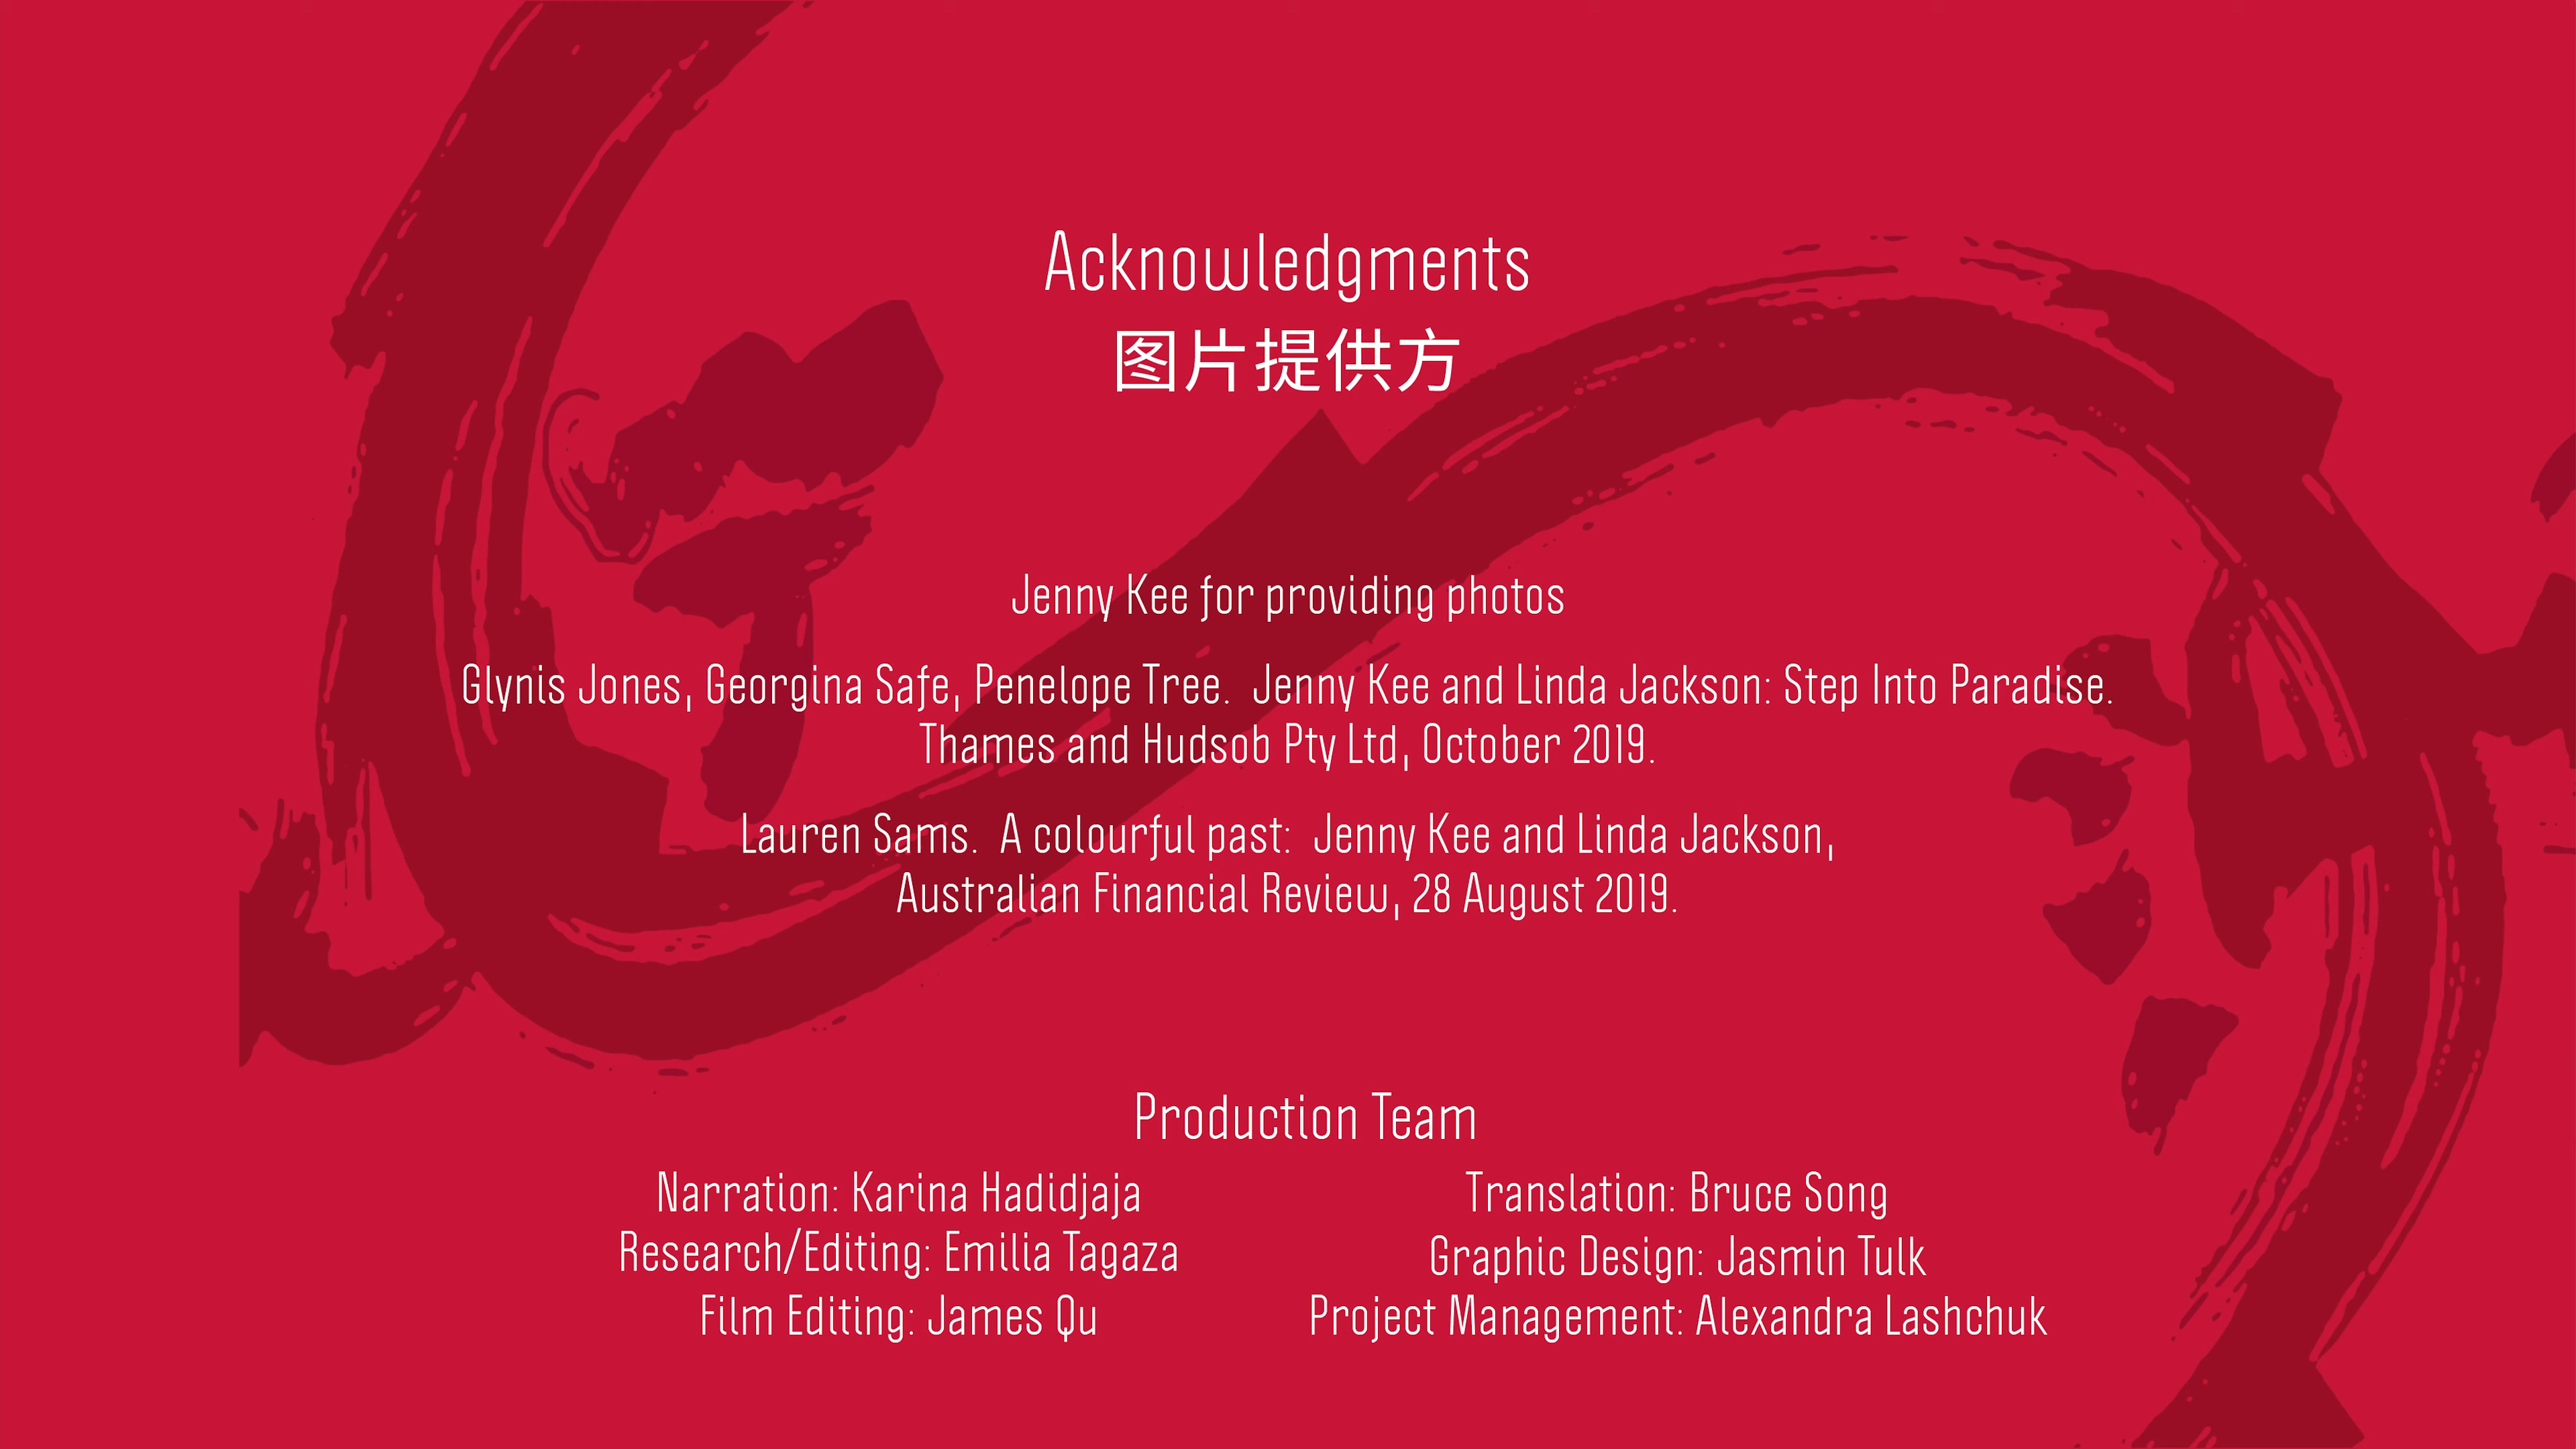 Acknowledgments
图片提供方
Jenny Kee for providing photos
Glynis Jones, Georgina Safe, Penelope Tree.  Jenny Kee and Linda Jackson: Step Into Paradise.
Thames and Hudsob Pty Ltd, October 2019.
Lauren Sams.  A colourful past:  Jenny Kee and Linda Jackson,
Australian Financial Review, 28 August 2019.
Production Team
Narration: Karina Hadidjaja
Research/Editing: Emilia Tagaza
Film Editing: James Qu
Translation: Bruce Song
Graphic Design: Jasmin Tulk
Project Management: Alexandra Lashchuk